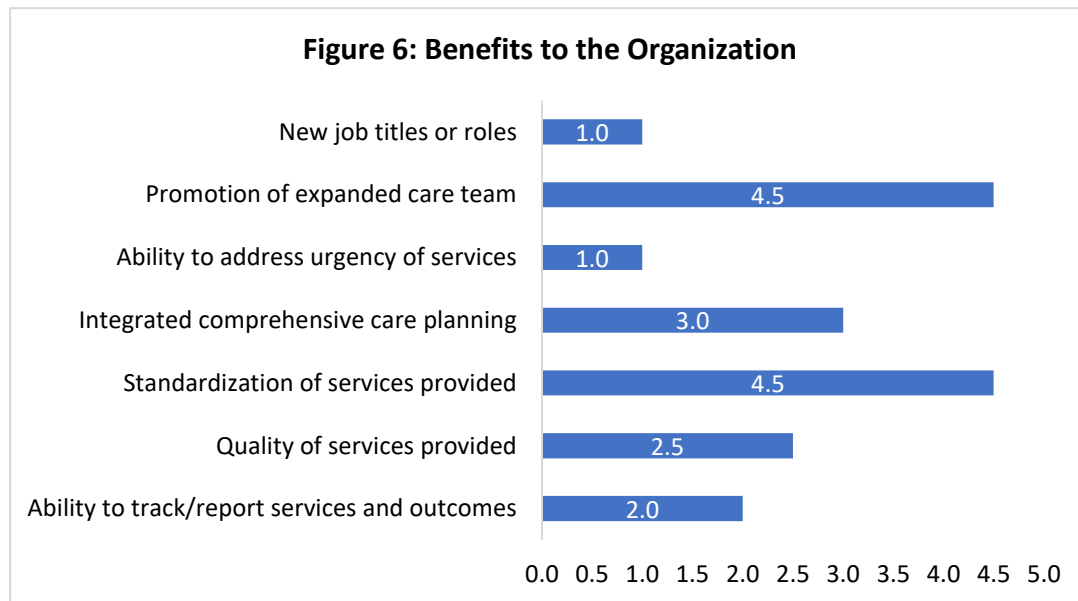 Figure 6: Benefits to the Organization
New job titles or roles
1.0
Promotion of expanded care team
4.5
Ability to address urgency of services
1.0
Integrated comprehensive care planning
3.0
Standardization of services provided
4.5
Quality of services provided
2.5
Ability to track/report services and outcomes
2.0
0.0 0.5 1.0 1.5 2.0 2.5 3.0 3.5 4.0 4.5 5.0